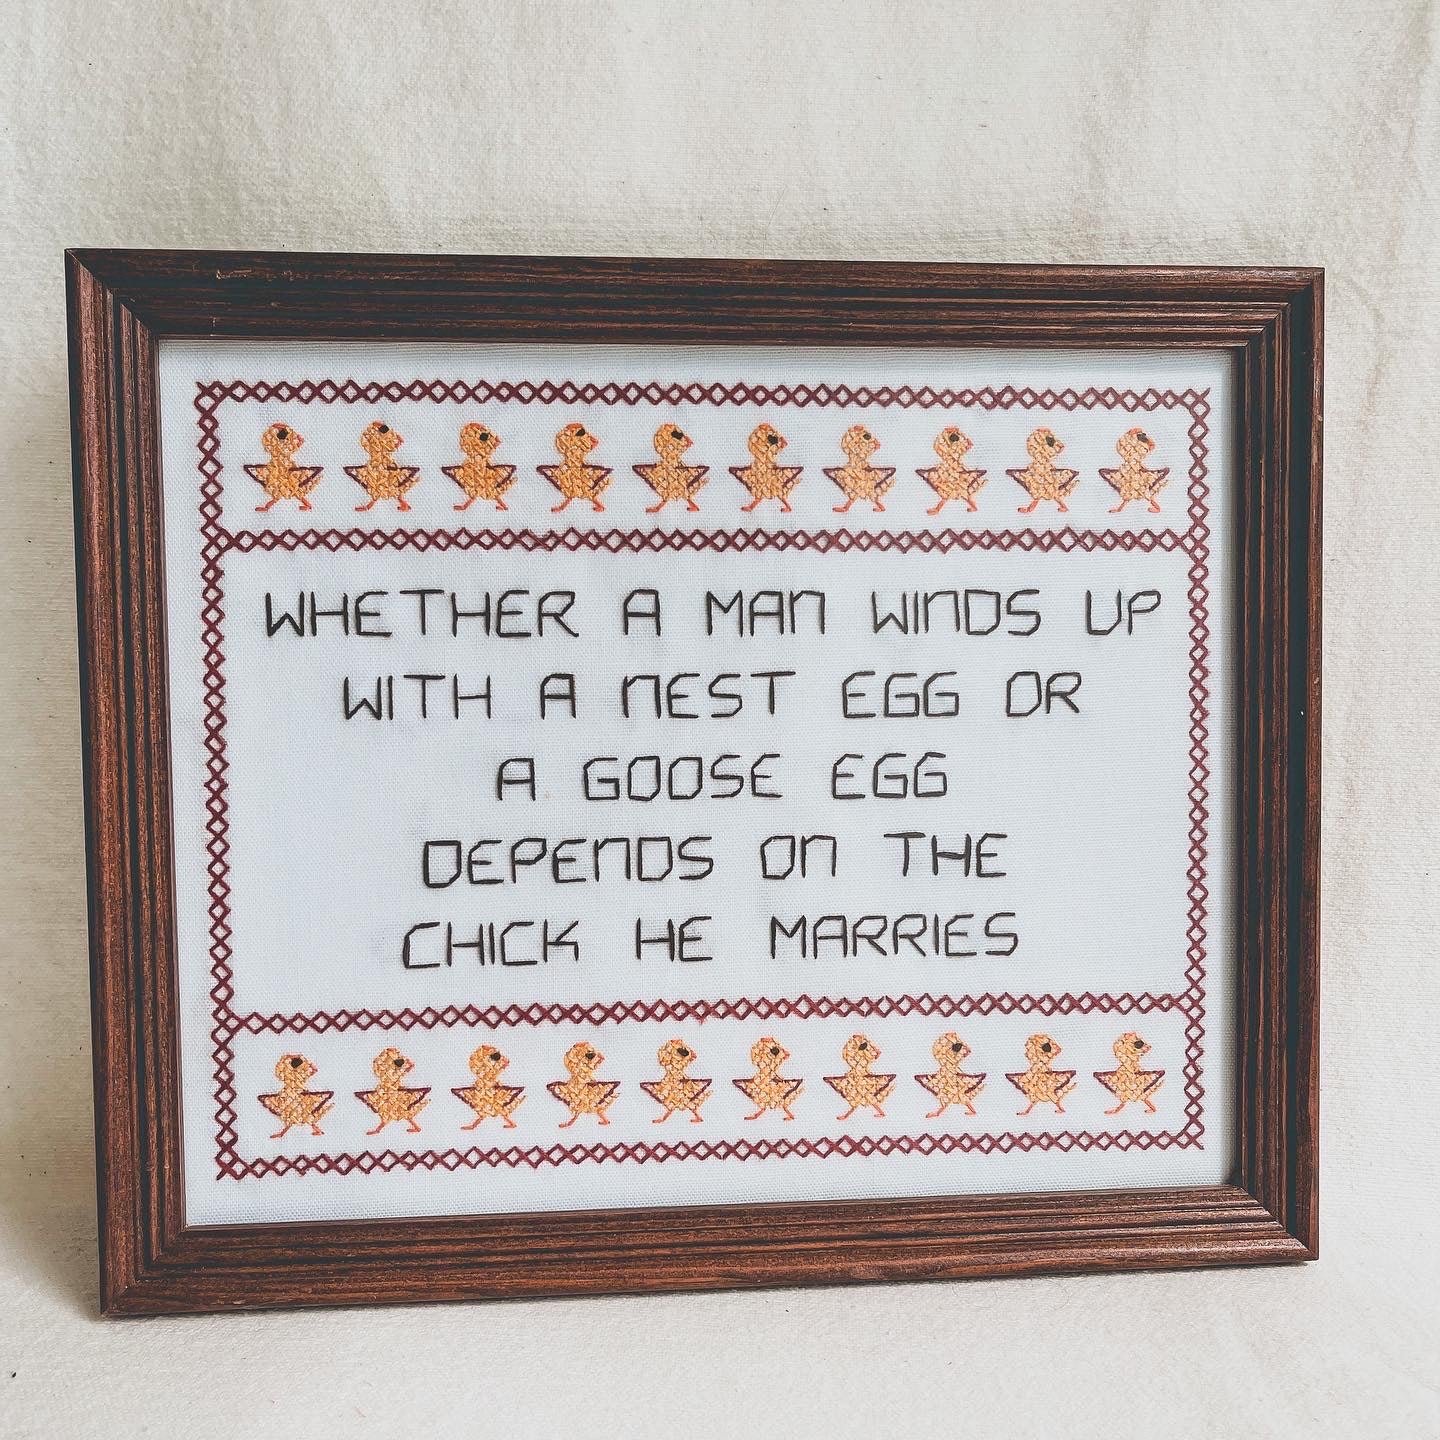 WHETHER A MAN WINDS UP
WITH A NEST EGG OR
A GOOSE EGG
DEPENDS ON THE
CHICK HE MARRIES